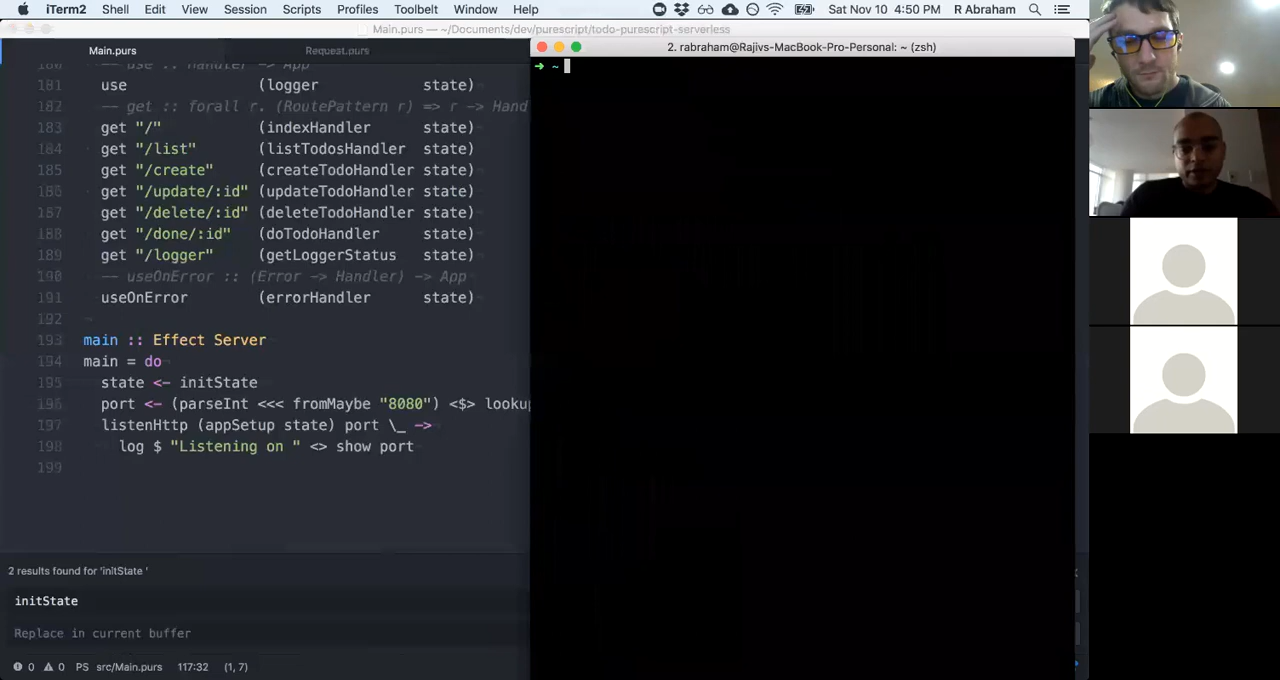 iTerm2 Shell Edit View Session Scripts Profiles Toolbelt Window Help Sat Nov 10 4:50 PM R Abraham
Main.purs — ~/Documents/dev/purescript/todo-purescript-serverless
Main.purs Request.purs
2. rabraham@Rajivs-MacBook-Pro-Personal: ~ (zsh)
➜ ~
180 -- use :: Handler -> App
181 use (logger state)
182 -- get :: forall r. (RoutePattern r) => r -> Hand
183 get "/" (indexHandler state)
184 get "/list" (listTodosHandler state)
185 get "/create" (createTodoHandler state)
186 get "/update/:id" (updateTodoHandler state)
187 get "/delete/:id" (deleteTodoHandler state)
188 get "/done/:id" (doTodoHandler state)
189 get "/logger" (getLoggerStatus state)
190 -- useOnError :: (Error -> Handler) -> App
191 useOnError (errorHandler state)
192
193 main :: Effect Server
194 main = do
195 state <- initState
196 port <- (parseInt <<< fromMaybe "8080") <$> looku
197 listenHttp (appSetup state) port \_ ->
198 log $ "Listening on " <> show port
199
2 results found for 'initState '
initState
Replace in current buffer
0 0 PS src/Main.purs 117:32 (1, 7)